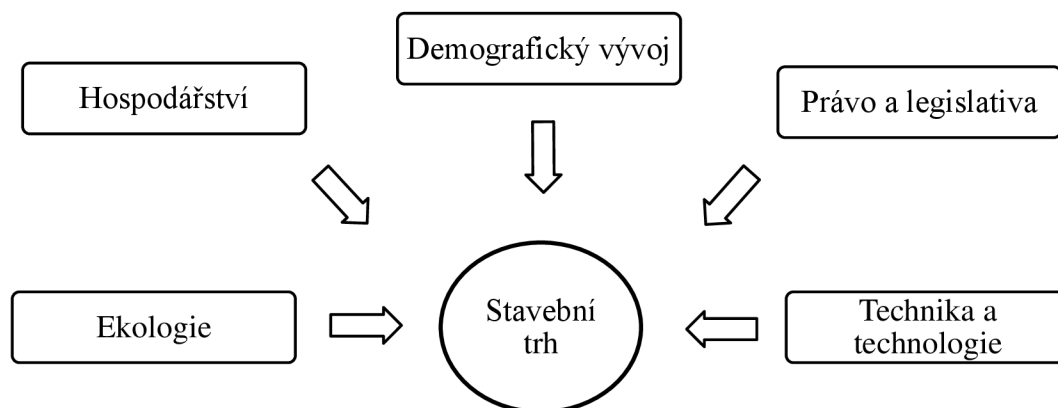 Demografický vývoj
Hospodářství
Právo a legislativa
Ekologie
Stavební
trh
Technika a
technologie